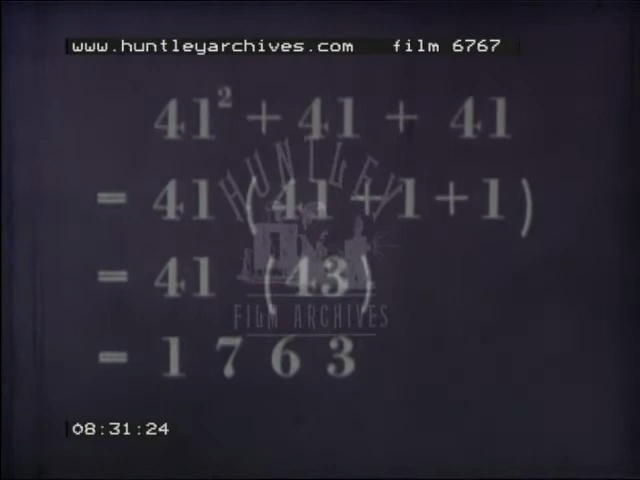 www.huntleyarchives.com film 6767
41² + 41 + 41
= 41 (41 + 1 + 1)
= 41 (43)
= 1 7 6 3
HUNTLEY
FILM ARCHIVES
08:31:24